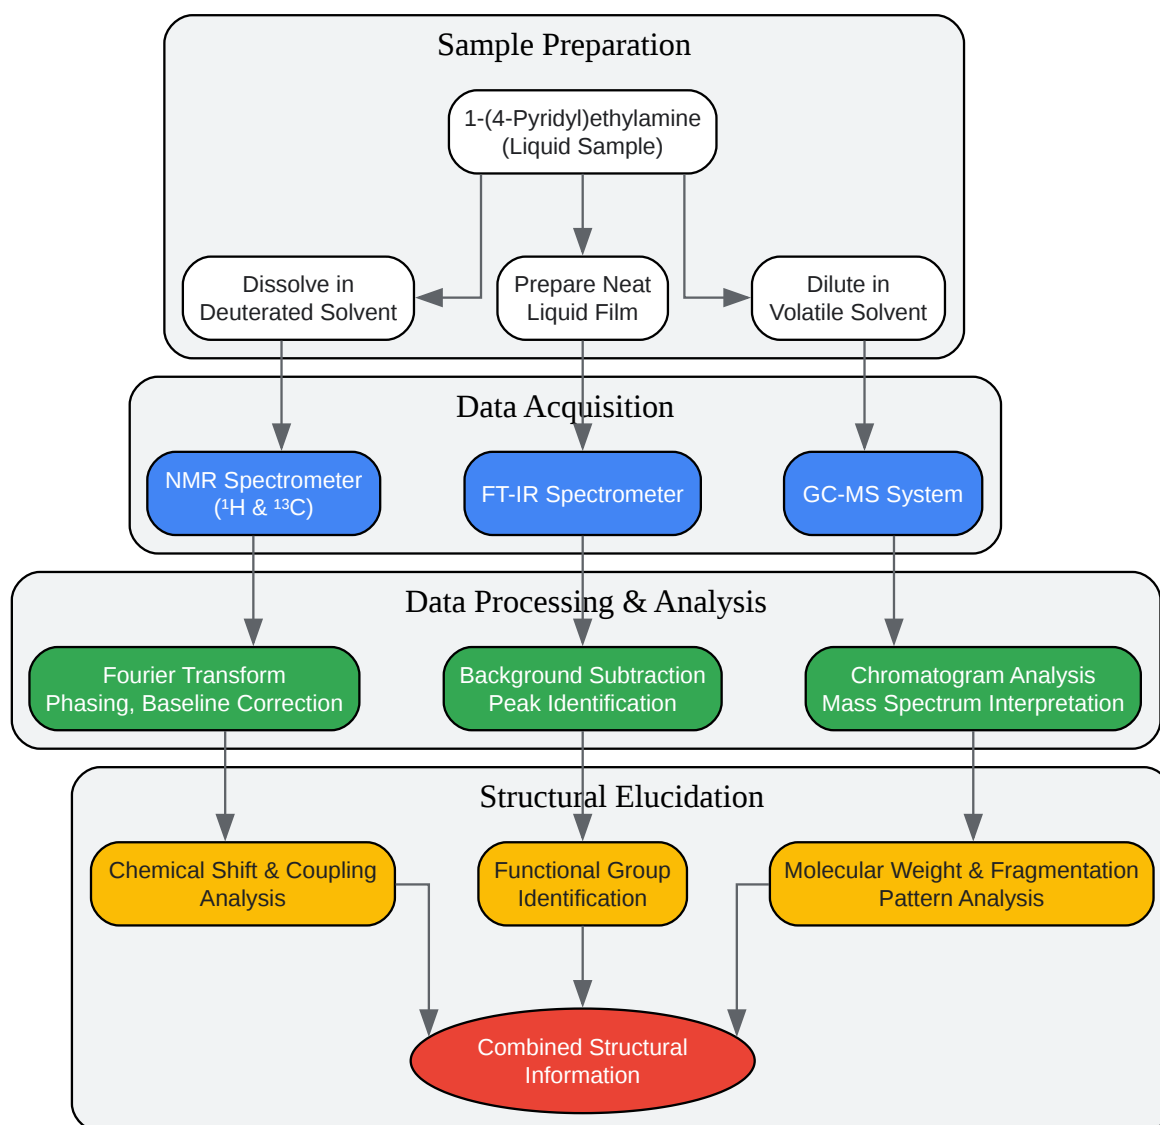 Sample Preparation
1-(4-Pyridyl)ethylamine
(Liquid Sample)
Dissolve in
Deuterated Solvent
Prepare Neat
Liquid Film
Dilute in
Volatile Solvent
Data Acquisition
NMR Spectrometer
(¹H & ¹³C)
FT-IR Spectrometer
GC-MS System
Data Processing & Analysis
Fourier Transform
Phasing, Baseline Correction
Background Subtraction
Peak Identification
Chromatogram Analysis
Mass Spectrum Interpretation
Structural Elucidation
Chemical Shift & Coupling
Analysis
Functional Group
Identification
Molecular Weight & Fragmentation
Pattern Analysis
Combined Structural
Information